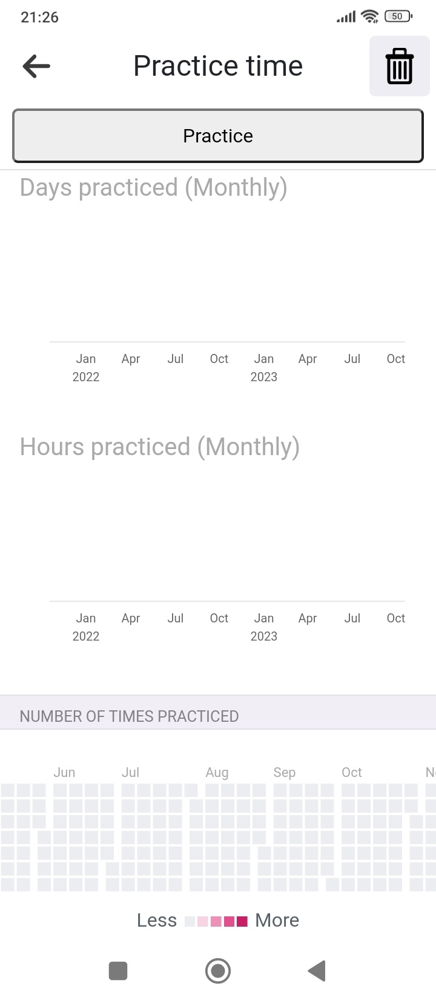 21:26
50
Practice time
Practice
Days practiced (Monthly)
Jan Apr Jul Oct Jan Apr Jul Oct
2022 2023
Hours practiced (Monthly)
Jan Apr Jul Oct Jan Apr Jul Oct
2022 2023
NUMBER OF TIMES PRACTICED
Jun Jul Aug Sep Oct
Less More